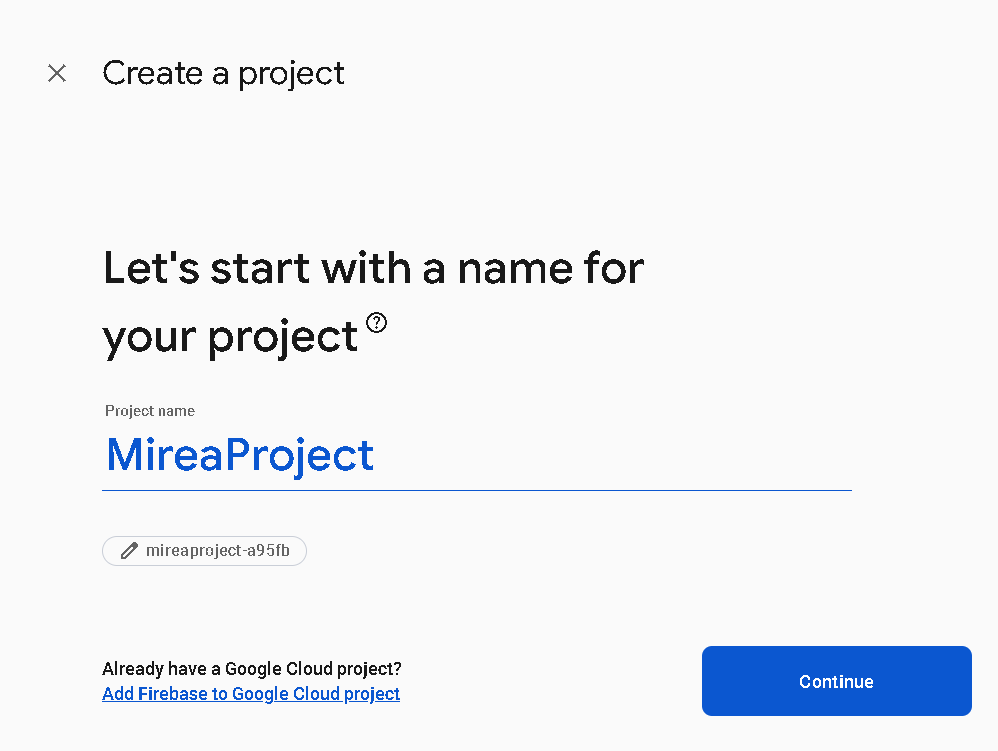 Create a project
Let's start with a name for
your project
Project name
MireaProject
mireaproject-a95fb
Already have a Google Cloud project?
Add Firebase to Google Cloud project
Continue